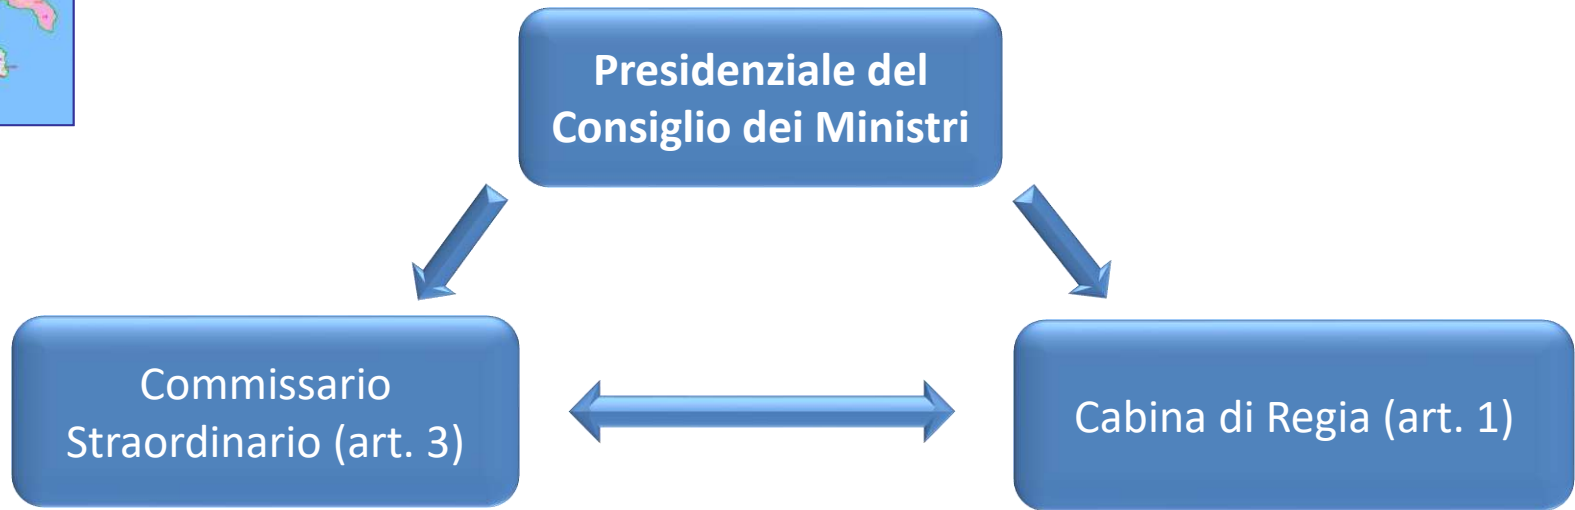 Presidenziale del
Consiglio dei Ministri
Commissario
Straordinario (art. 3)
Cabina di Regia (art. 1)